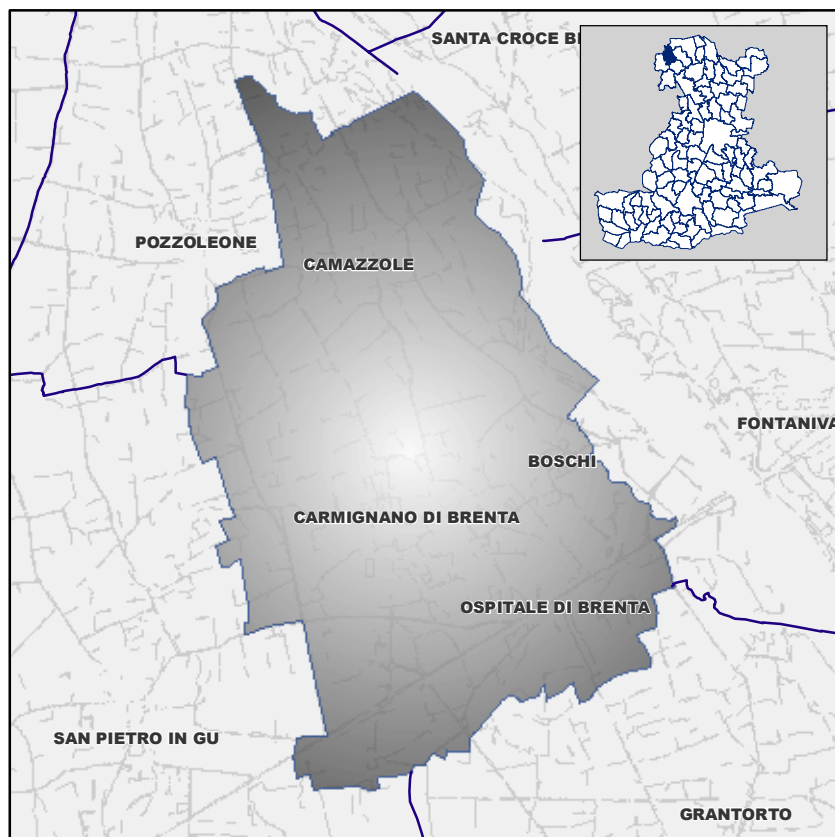 SANTA CROCE
POZZOLEONE
CAMAZZOLE
FONTANIVA
BOSCHI
CARMIGNANO DI BRENTA
OSPITALE DI BRENTA
SAN PIETRO IN GU
GRANTORTO